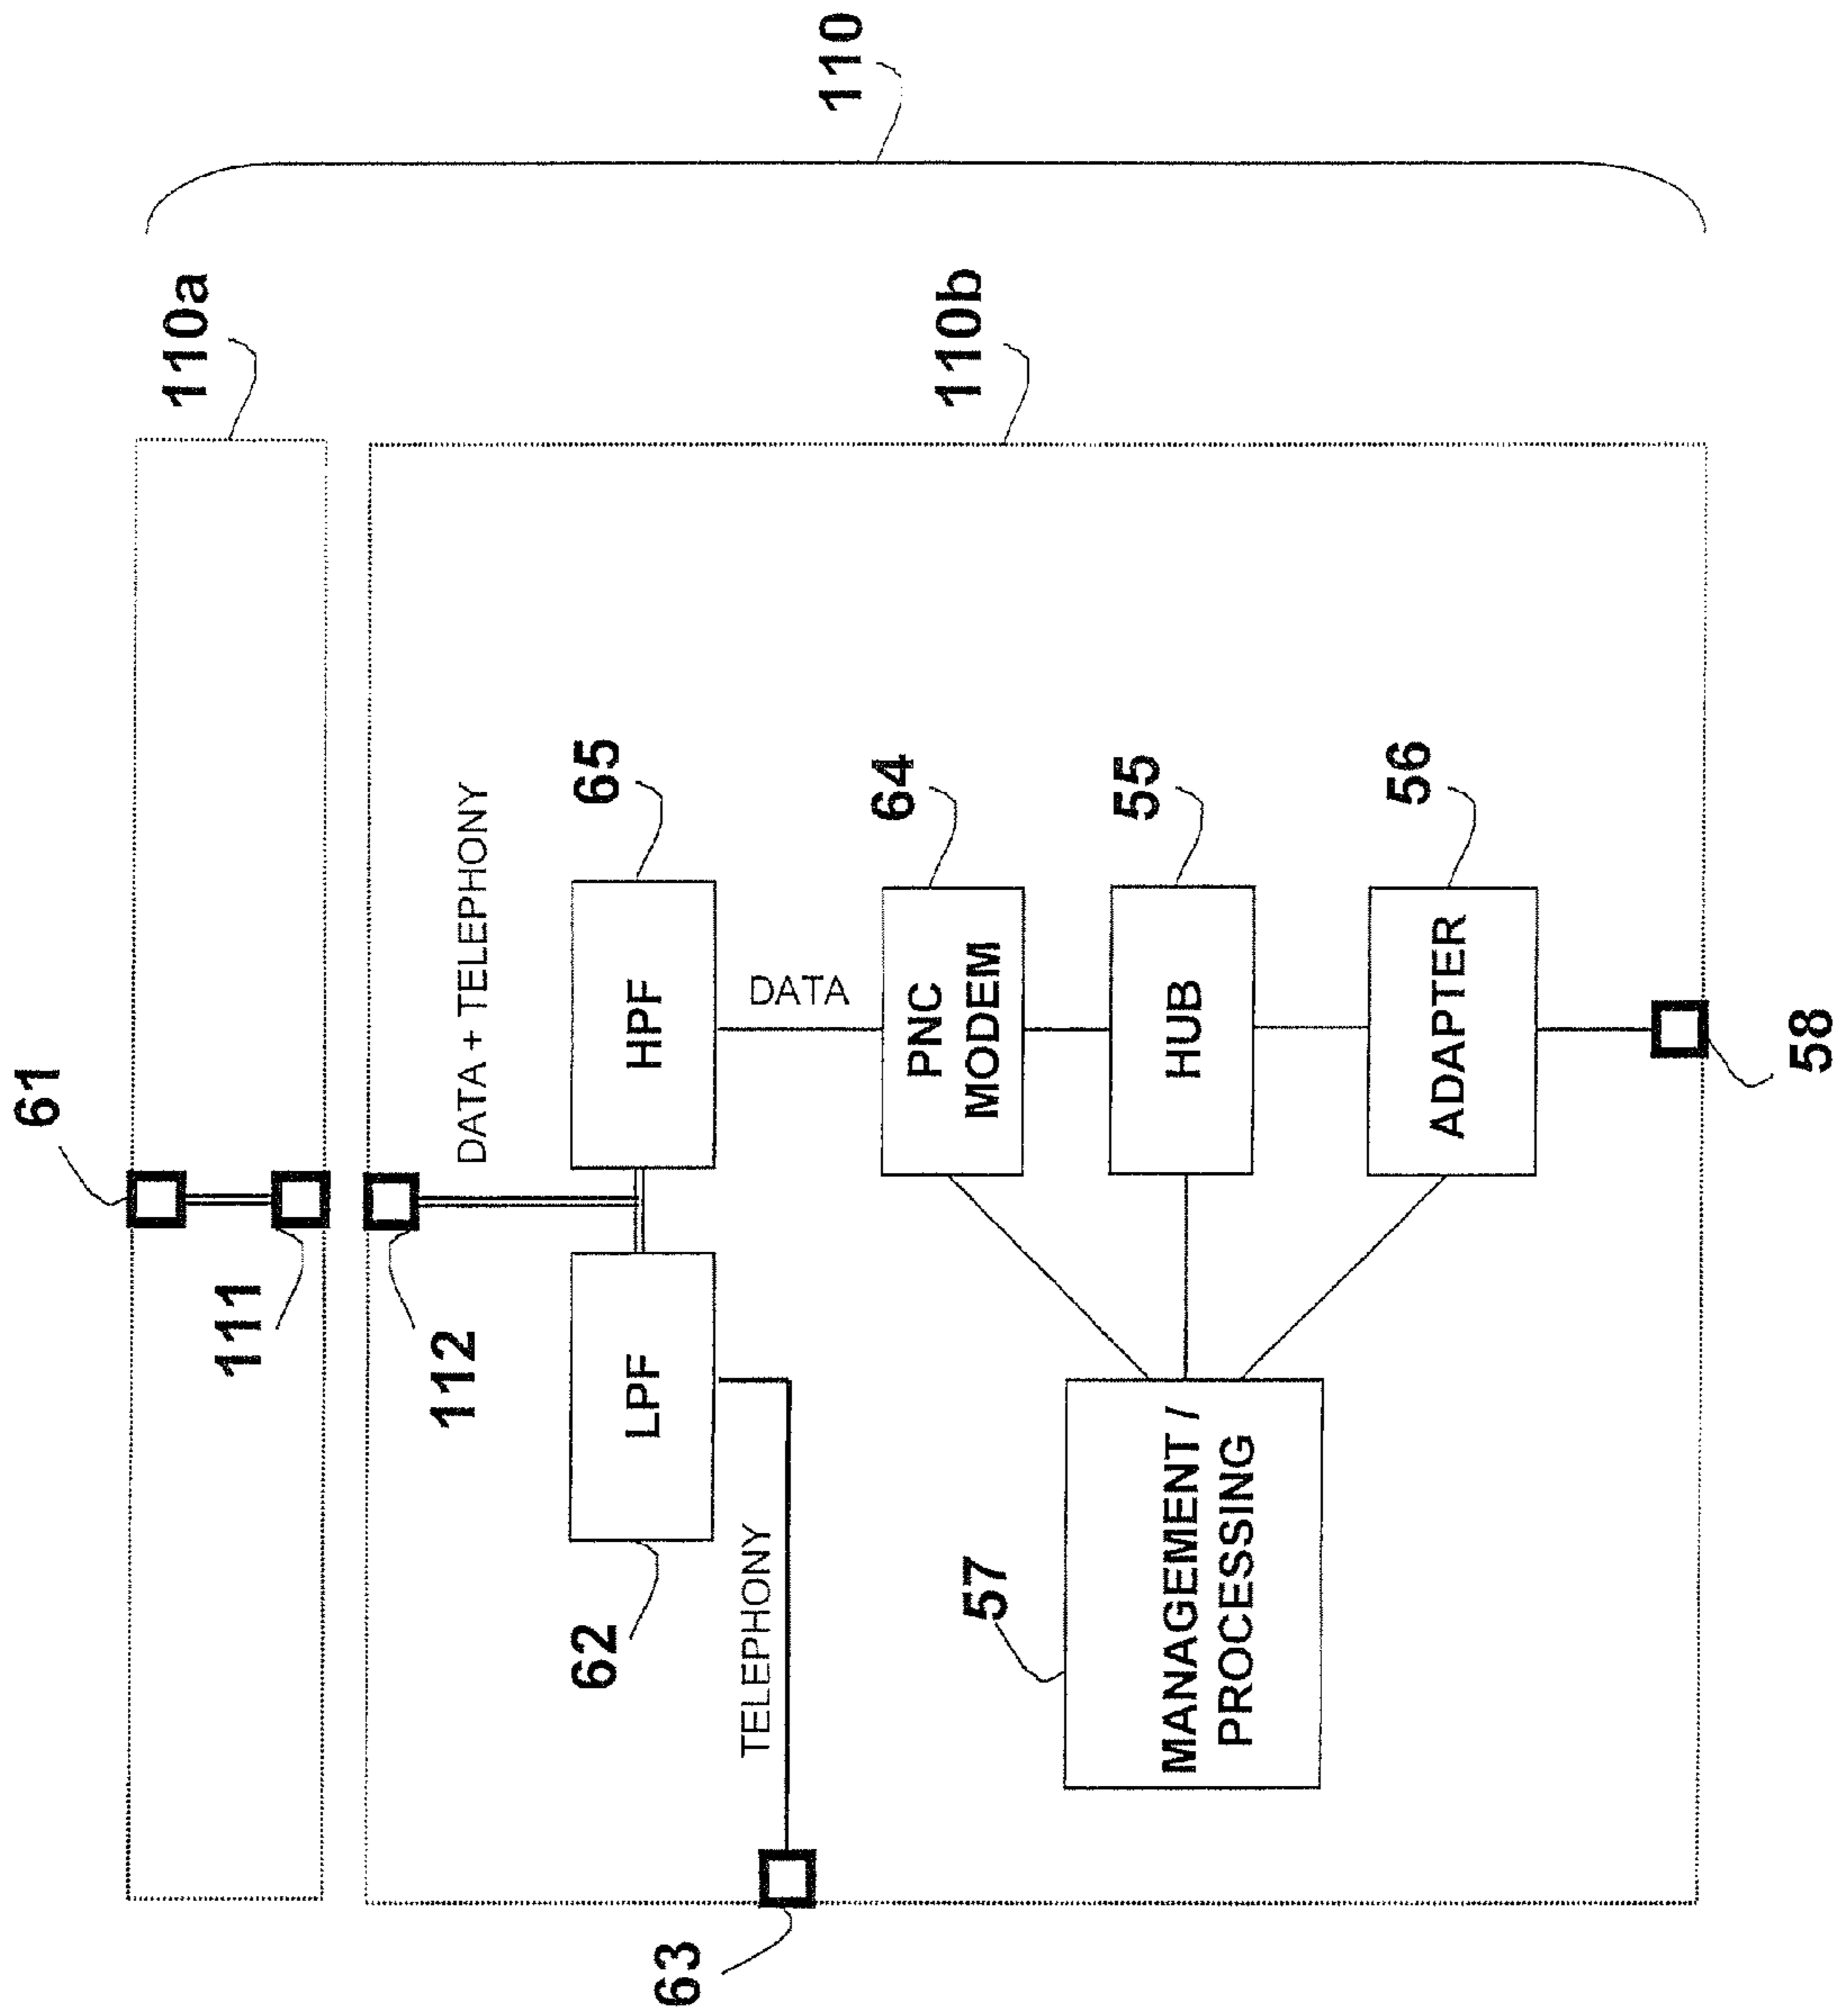 110
110a
110b
61
111
112
DATA + TELEPHONY
65
HPF
LPF
62
DATA
TELEPHONY
63
64
PNC
MODEM
55
HUB
56
ADAPTER
58
57
MANAGEMENT /
PROCESSING